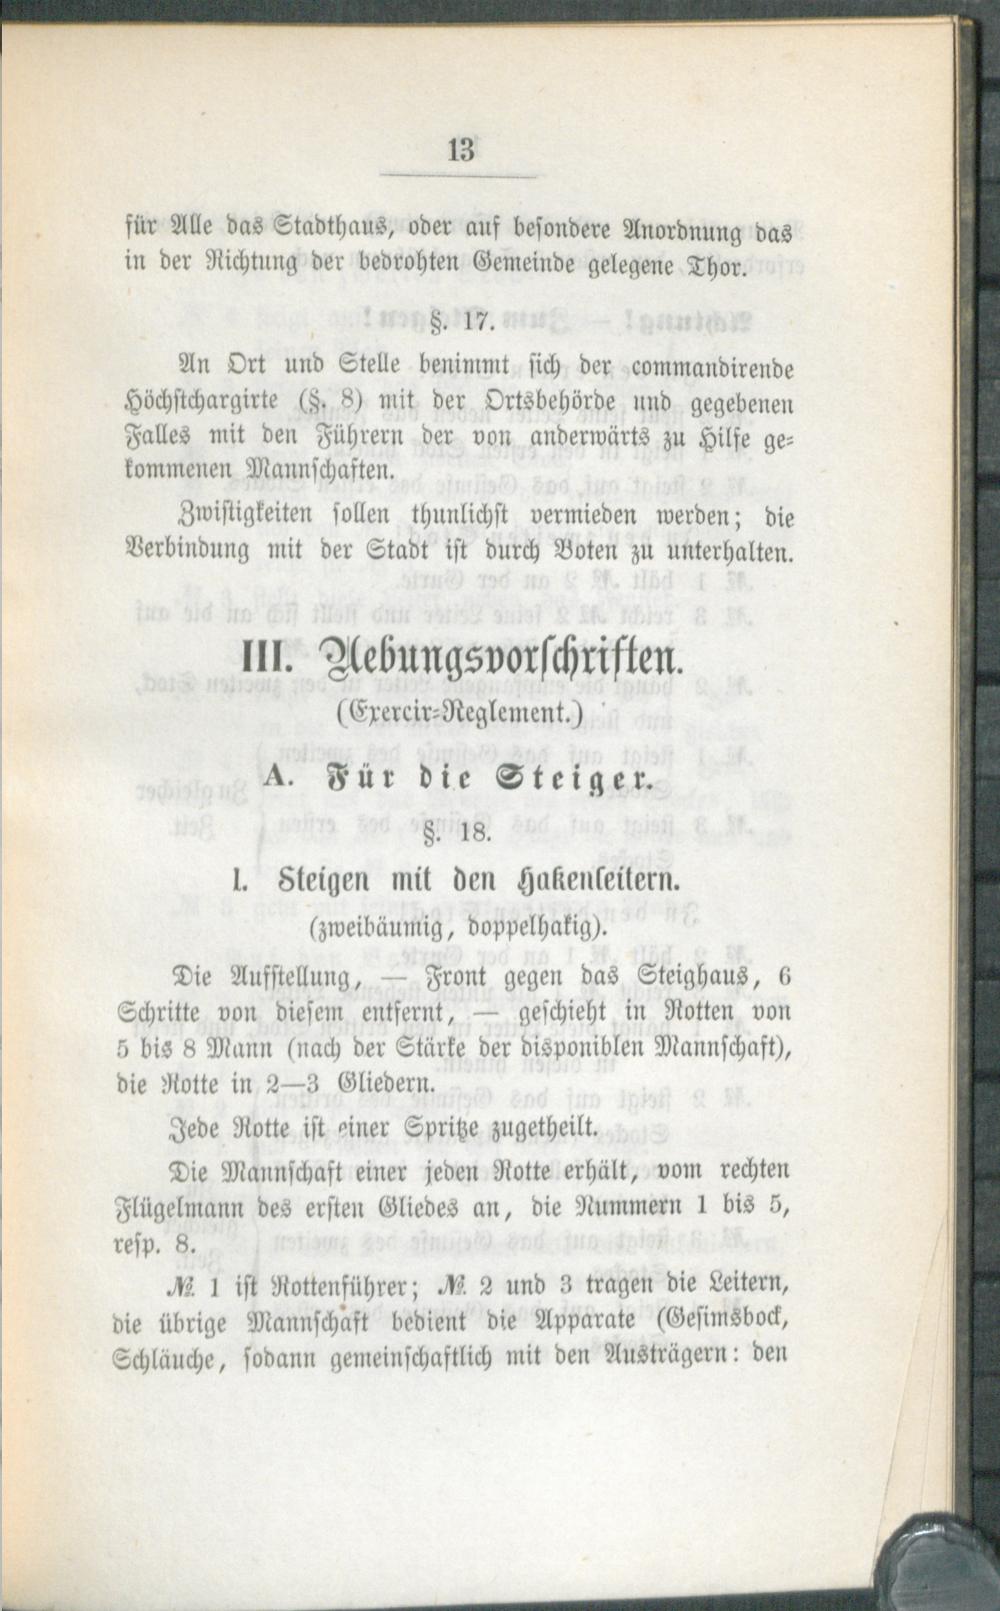 13
für Alle das Stadthaus, oder auf besondere Anordnung das
in der Richtung der bedrohten Gemeinde gelegene Thor.
§. 17.
An Ort und Stelle benimmt sich der commandirende
Höchstchargirte (§. 8) mit der Ortsbehörde und gegebenen
Falles mit den Führern der von anderwärts zu Hilfe ge-
kommenen Mannschaften.
Zwistigkeiten sollen thunlichst vermieden werden; die
Verbindung mit der Stadt ist durch Boten zu unterhalten.
III. Uebungsvorschriften.
(Exercir-Reglement.)
A. Für die Steiger.
§. 18.
I. Steigen mit den Hakenleitern.
(zweibäumig, doppelhakig).
Die Aufstellung, — Front gegen das Steighaus, 6
Schritte von diesem entfernt, — geschieht in Rotten von
5 bis 8 Mann (nach der Stärke der disponiblen Mannschaft),
die Rotte in 2—3 Gliedern.
Jede Rotte ist einer Spritze zugetheilt.
Die Mannschaft einer jeden Rotte erhält, vom rechten
Flügelmann des ersten Gliedes an, die Nummern 1 bis 5,
resp. 8.
№ 1 ist Rottenführer; № 2 und 3 tragen die Leitern,
die übrige Mannschaft bedient die Apparate (Gesimsbock,
Schläuche, sodann gemeinschaftlich mit den Austrägern: den